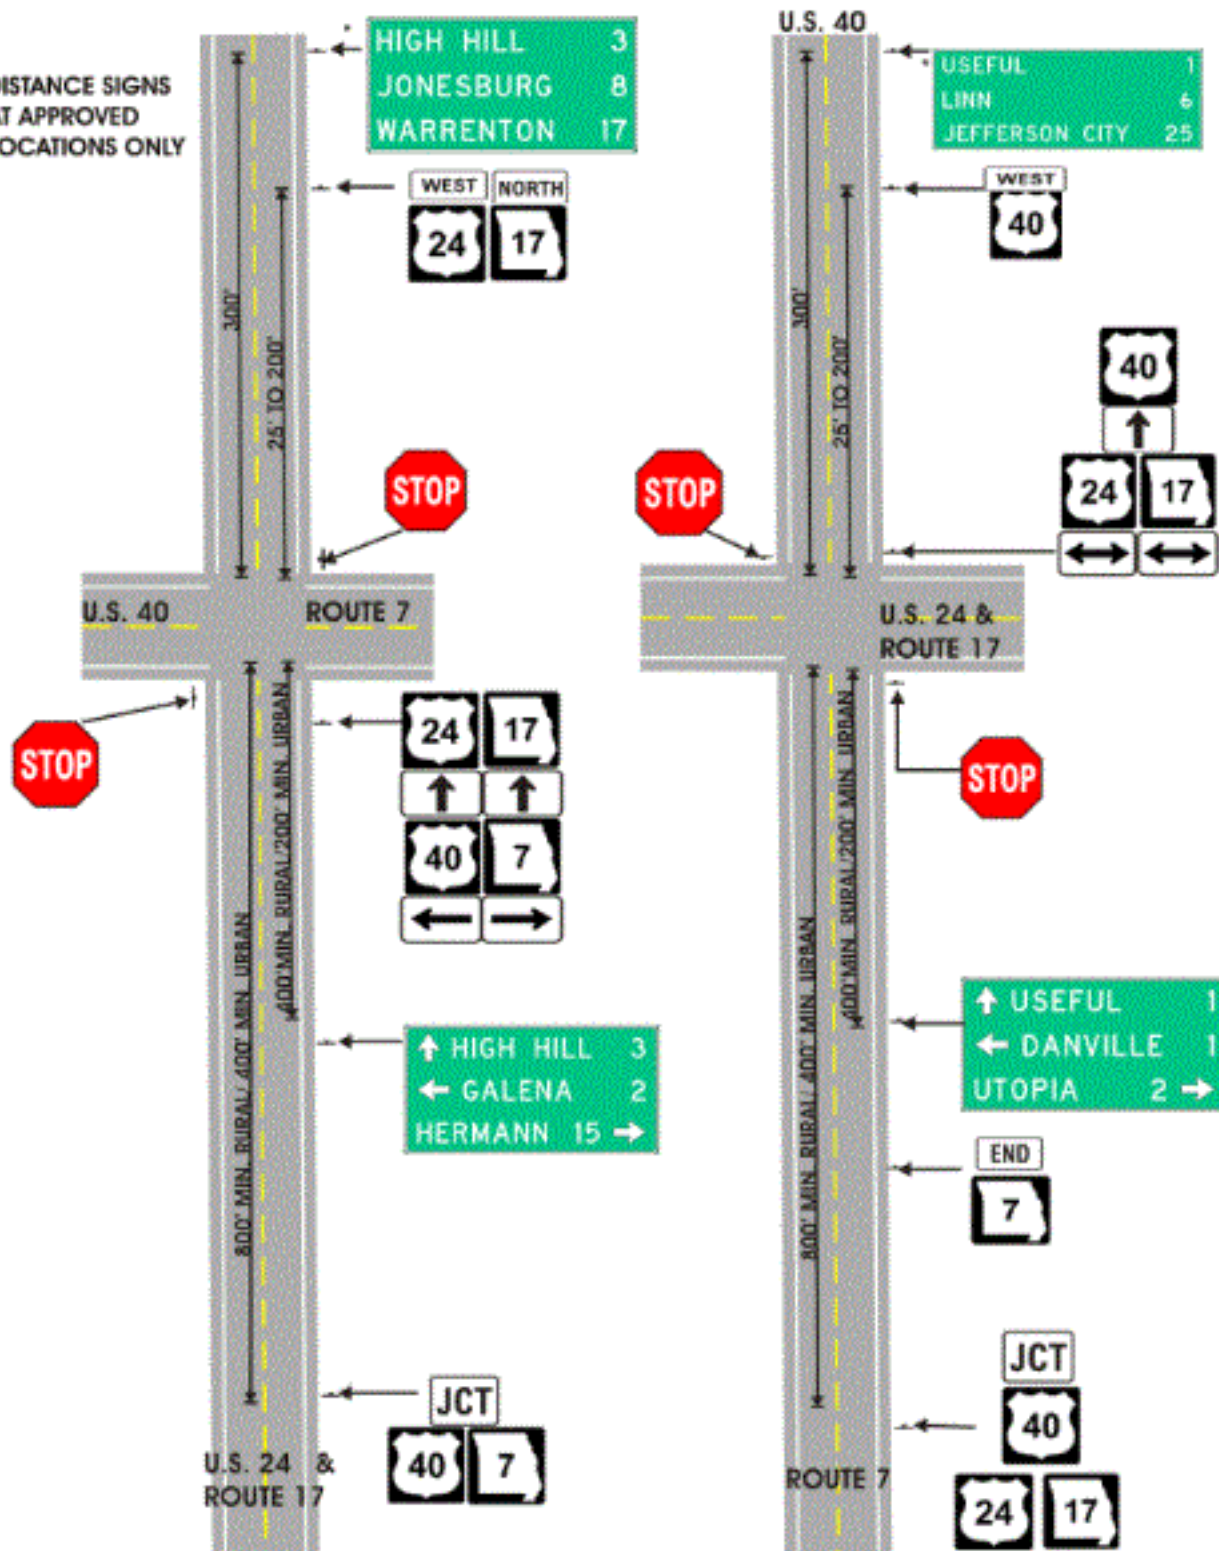 DISTANCE SIGNS
AT APPROVED
LOCATIONS ONLY
HIGH HILL 3
JONESBURG 8
WARRENTON 17
WEST NORTH
24 17
300'
25' TO 200'
STOP
U.S. 40 ROUTE 7
STOP
24 17
40 7
800' MIN. RURAL/ 400' MIN. URBAN
400' MIN. RURAL/200' MIN. URBAN
HIGH HILL 3
GALENA 2
HERMANN 15
JCT
40 7
U.S. 24 &
ROUTE 17
U.S. 40
USEFUL 1
LINN 6
JEFFERSON CITY 25
WEST
40
300'
25' TO 200'
40
24 17
STOP
U.S. 24 &
ROUTE 17
STOP
800' MIN. RURAL/ 400' MIN. URBAN
400' MIN. RURAL/200' MIN. URBAN
USEFUL 1
DANVILLE 1
UTOPIA 2
END
7
JCT
40
24 17
ROUTE 7